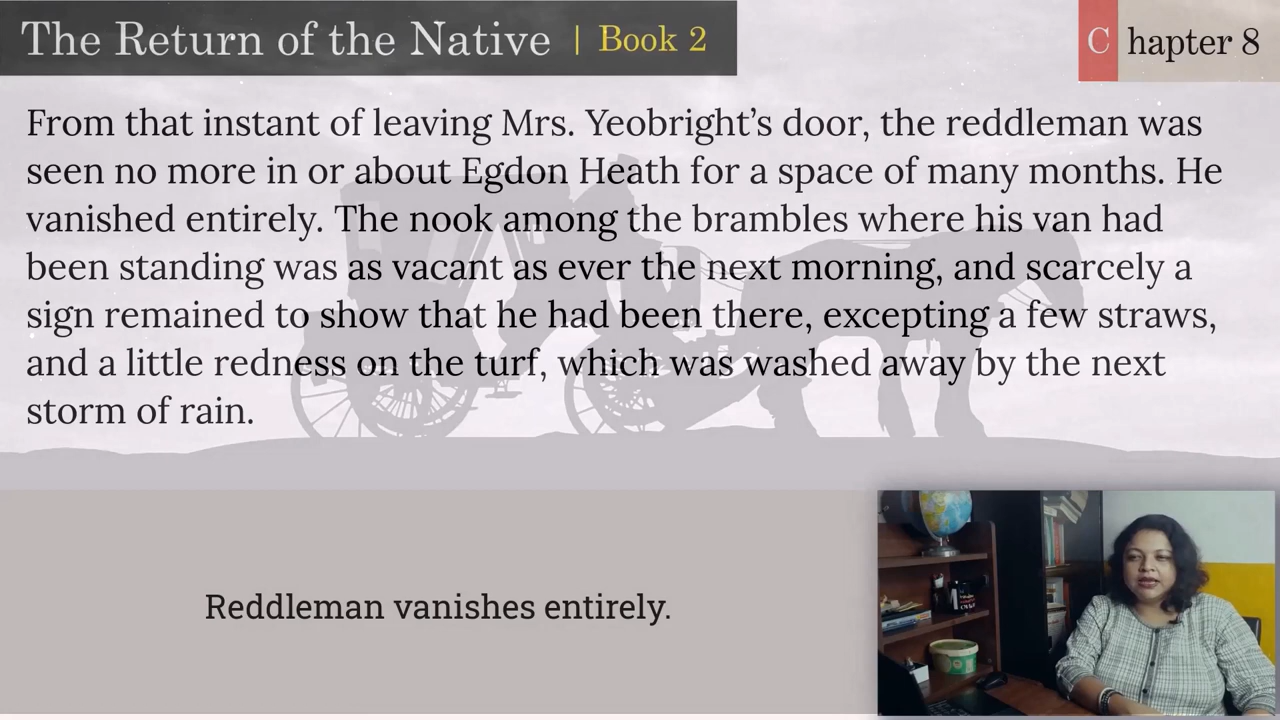 The Return of the Native | Book 2
Chapter 8
From that instant of leaving Mrs. Yeobright’s door, the reddleman was
seen no more in or about Egdon Heath for a space of many months. He
vanished entirely. The nook among the brambles where his van had
been standing was as vacant as ever the next morning, and scarcely a
sign remained to show that he had been there, excepting a few straws,
and a little redness on the turf, which was washed away by the next
storm of rain.
Reddleman vanishes entirely.